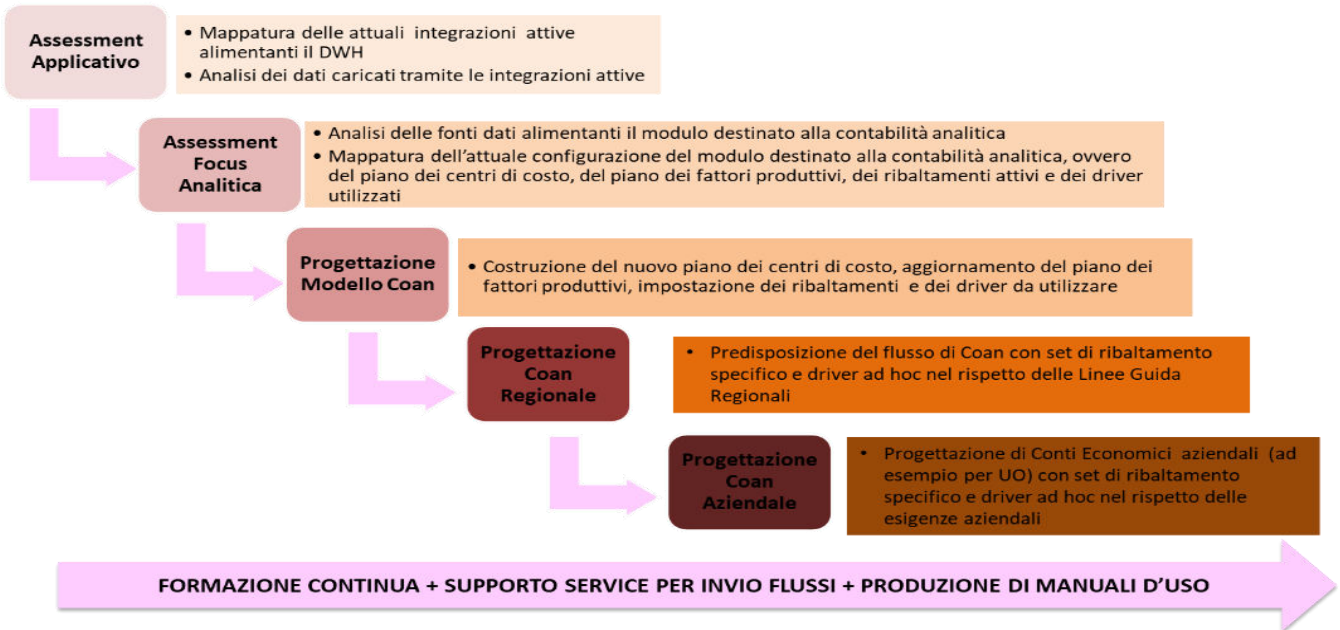 Assessment
Applicativo
• Mappatura delle attuali integrazioni attive
alimentanti il DWH
• Analisi dei dati caricati tramite le integrazioni attive
Assessment
Focus
Analitica
• Analisi delle fonti dati alimentanti il modulo destinato alla contabilità analitica
• Mappatura dell'attuale configurazione del modulo destinato alla contabilità analitica, ovvero
del piano dei centri di costo, del piano dei fattori produttivi, dei ribaltamenti attivi e dei driver
utilizzati
Progettazione
Modello Coan
• Costruzione del nuovo piano dei centri di costo, aggiornamento del piano dei
fattori produttivi, impostazione dei ribaltamenti e dei driver da utilizzare
Progettazione
Coan
Regionale
• Predisposizione del flusso di Coan con set di ribaltamento
specifico e driver ad hoc nel rispetto delle Linee Guida
Regionali
Progettazione
Coan
Aziendale
• Progettazione di Conti Economici aziendali (ad
esempio per UO) con set di ribaltamento
specifico e driver ad hoc nel rispetto delle
esigenze aziendali
FORMAZIONE CONTINUA + SUPPORTO SERVICE PER INVIO FLUSSI + PRODUZIONE DI MANUALI D'USO